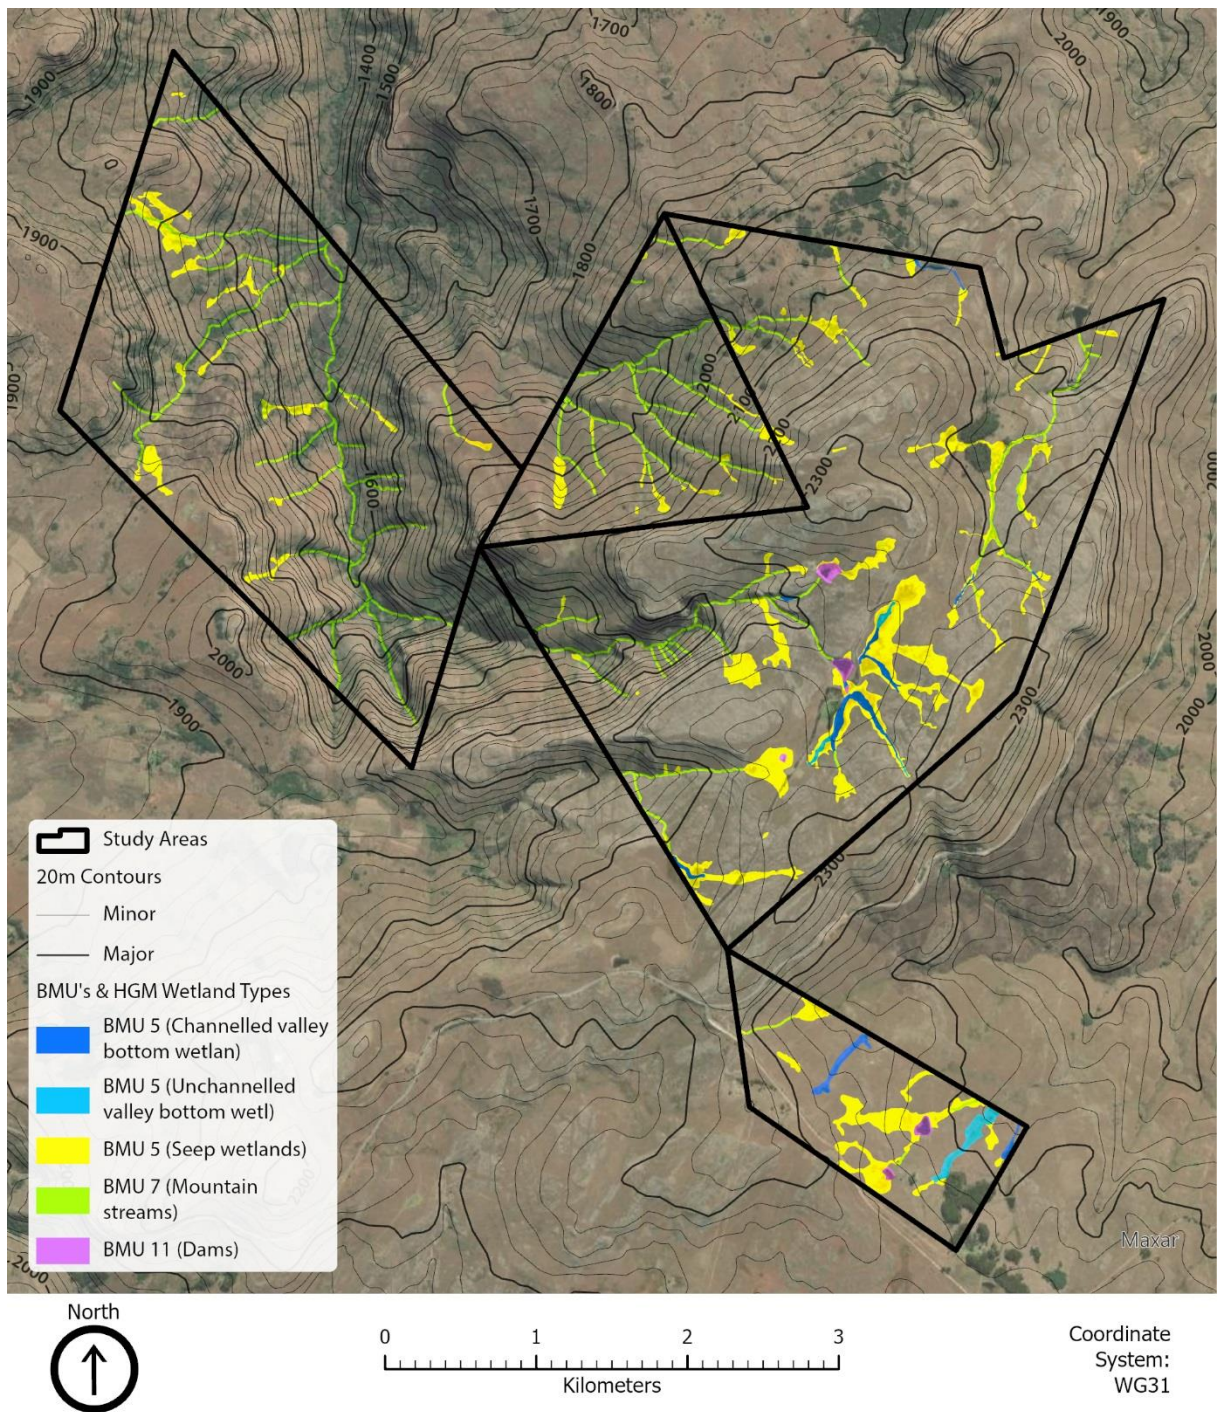 1700
1900
1900
2000
1400
1500
1800
0
1700
1900
1800
1900
2000
2100
2200
2300
2000
1600
2000
2000
2300
2000
1900
2300
Study Areas
20m Contours
Minor
Major
BMU's & HGM Wetland Types
BMU 5 (Channelled valley
bottom wetlan)
BMU 5 (Unchannelled
valley bottom wetl)
BMU 5 (Seep wetlands)
BMU 7 (Mountain
streams)
BMU 11 (Dams)
2000
Maxar
North
0
1
2
3
Kilometers
Coordinate
System:
WG31